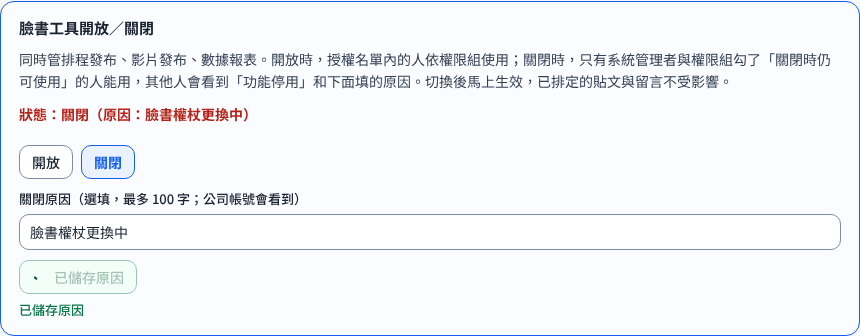 臉書工具開放／關閉
同時管排程發布、影片發布、數據報表。開放時，授權名單內的人依權限組使用；關閉時，只有系統管理者與權限組勾了「關閉時仍
可使用」的人能用，其他人會看到「功能停用」和下面填的原因。切換後馬上生效，已排定的貼文與留言不受影響。
狀態：關閉（原因：臉書權杖更換中）
開放 關閉
關閉原因（選填，最多 100 字；公司帳號會看到）
臉書權杖更換中
已儲存原因
已儲存原因